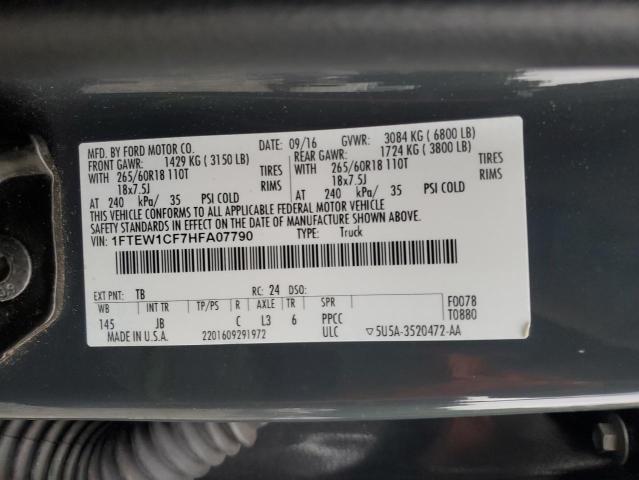 MFD. BY FORD MOTOR CO. DATE: 09/16 GVWR: 3084 KG ( 6800 LB)
FRONT GAWR: 1429 KG ( 3150 LB) REAR GAWR: 1724 KG ( 3800 LB)
WITH 265/60R18 110T TIRES WITH 265/60R18 110T TIRES
18x7.5J RIMS 18x7.5J RIMS
AT 240 kPa/ 35 PSI COLD AT 240 kPa/ 35 PSI COLD
THIS VEHICLE CONFORMS TO ALL APPLICABLE FEDERAL MOTOR VEHICLE
SAFETY STANDARDS IN EFFECT ON THE DATE OF MANUFACTURE SHOWN ABOVE.
VIN: 1FTEW1CF7HFA07790 TYPE: Truck
EXT PNT: TB RC: 24 DSO:
WB INT TR TP/PS R AXLE TR SPR F0078
145 JB C L3 6 PPCC T0880
MADE IN U.S.A. 2201609291972 ULC ▽5U5A-3520472-AA